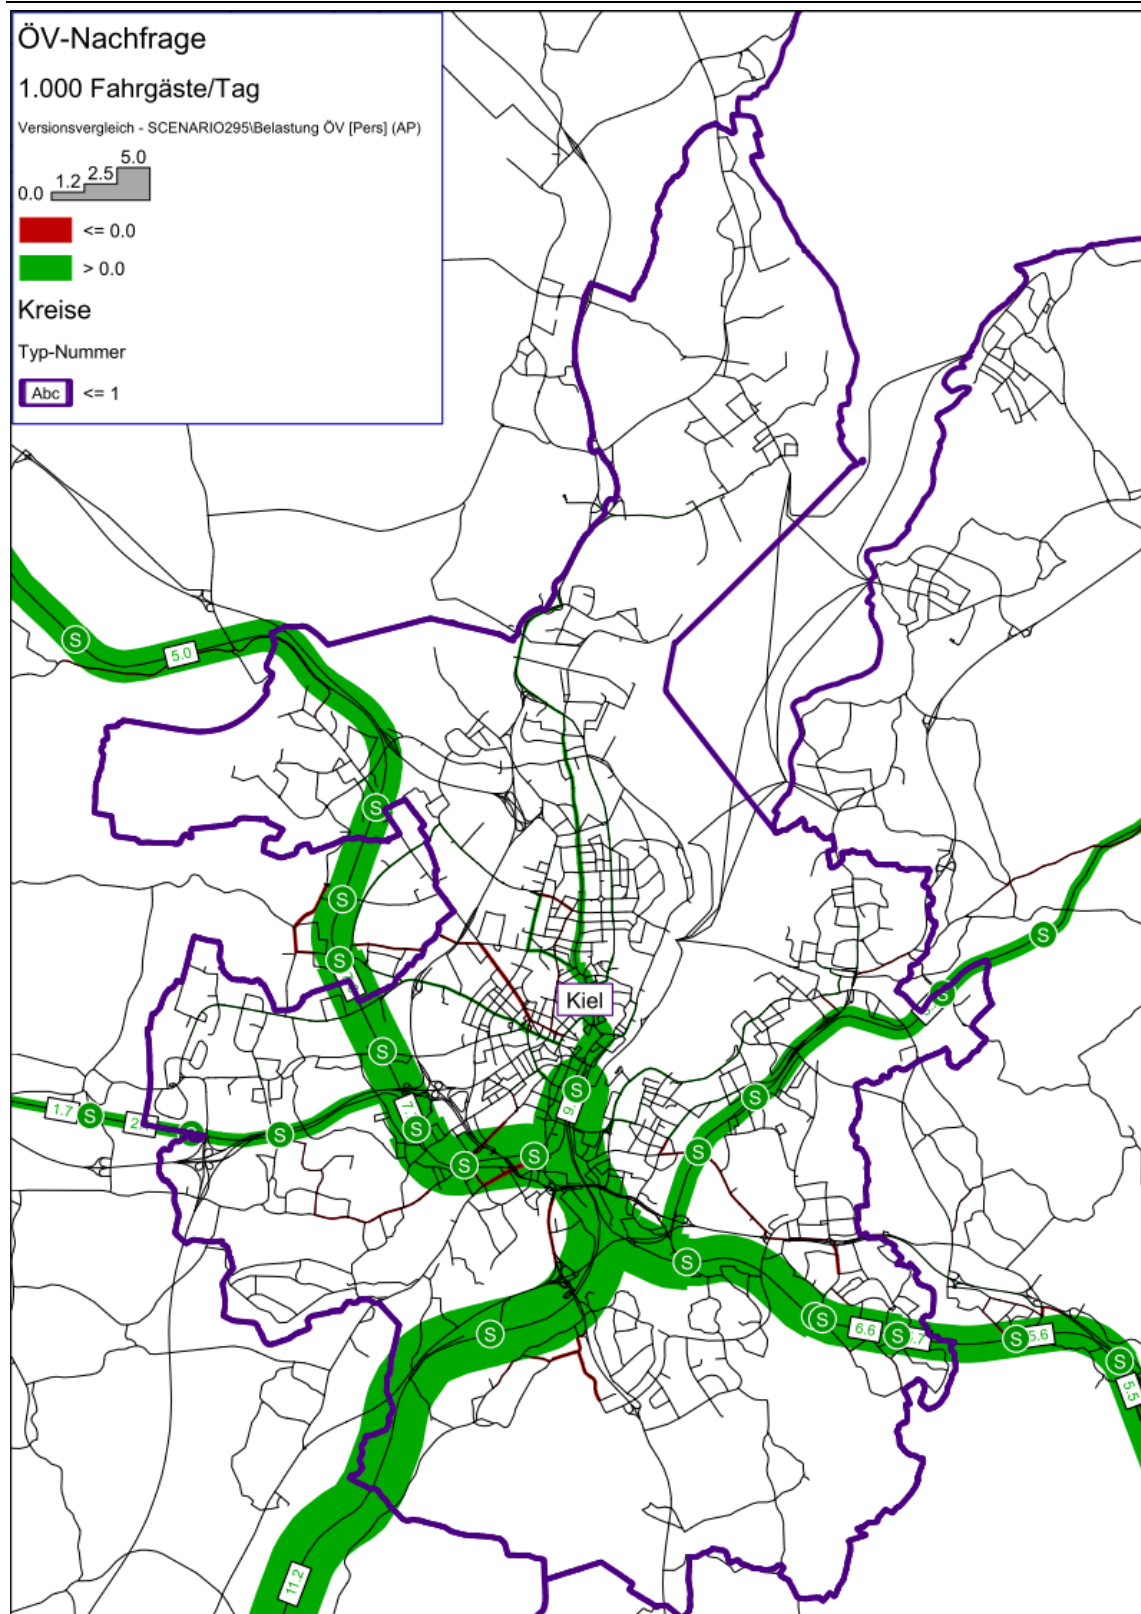 ÖV-Nachfrage
1.000 Fahrgäste/Tag
Versionsvergleich - SCENARIO295\Belastung ÖV [Pers] (AP)
0.0 1.2 2.5 5.0
<= 0.0
> 0.0
Kreise
Typ-Nummer
Abc <= 1
S
5.0
S
S
S
S
S
S
Kiel
S
S
1.7
S
S
S
S
S
S
S
S
S
6.6
S
5.6
S
S
S
5.5
11.2